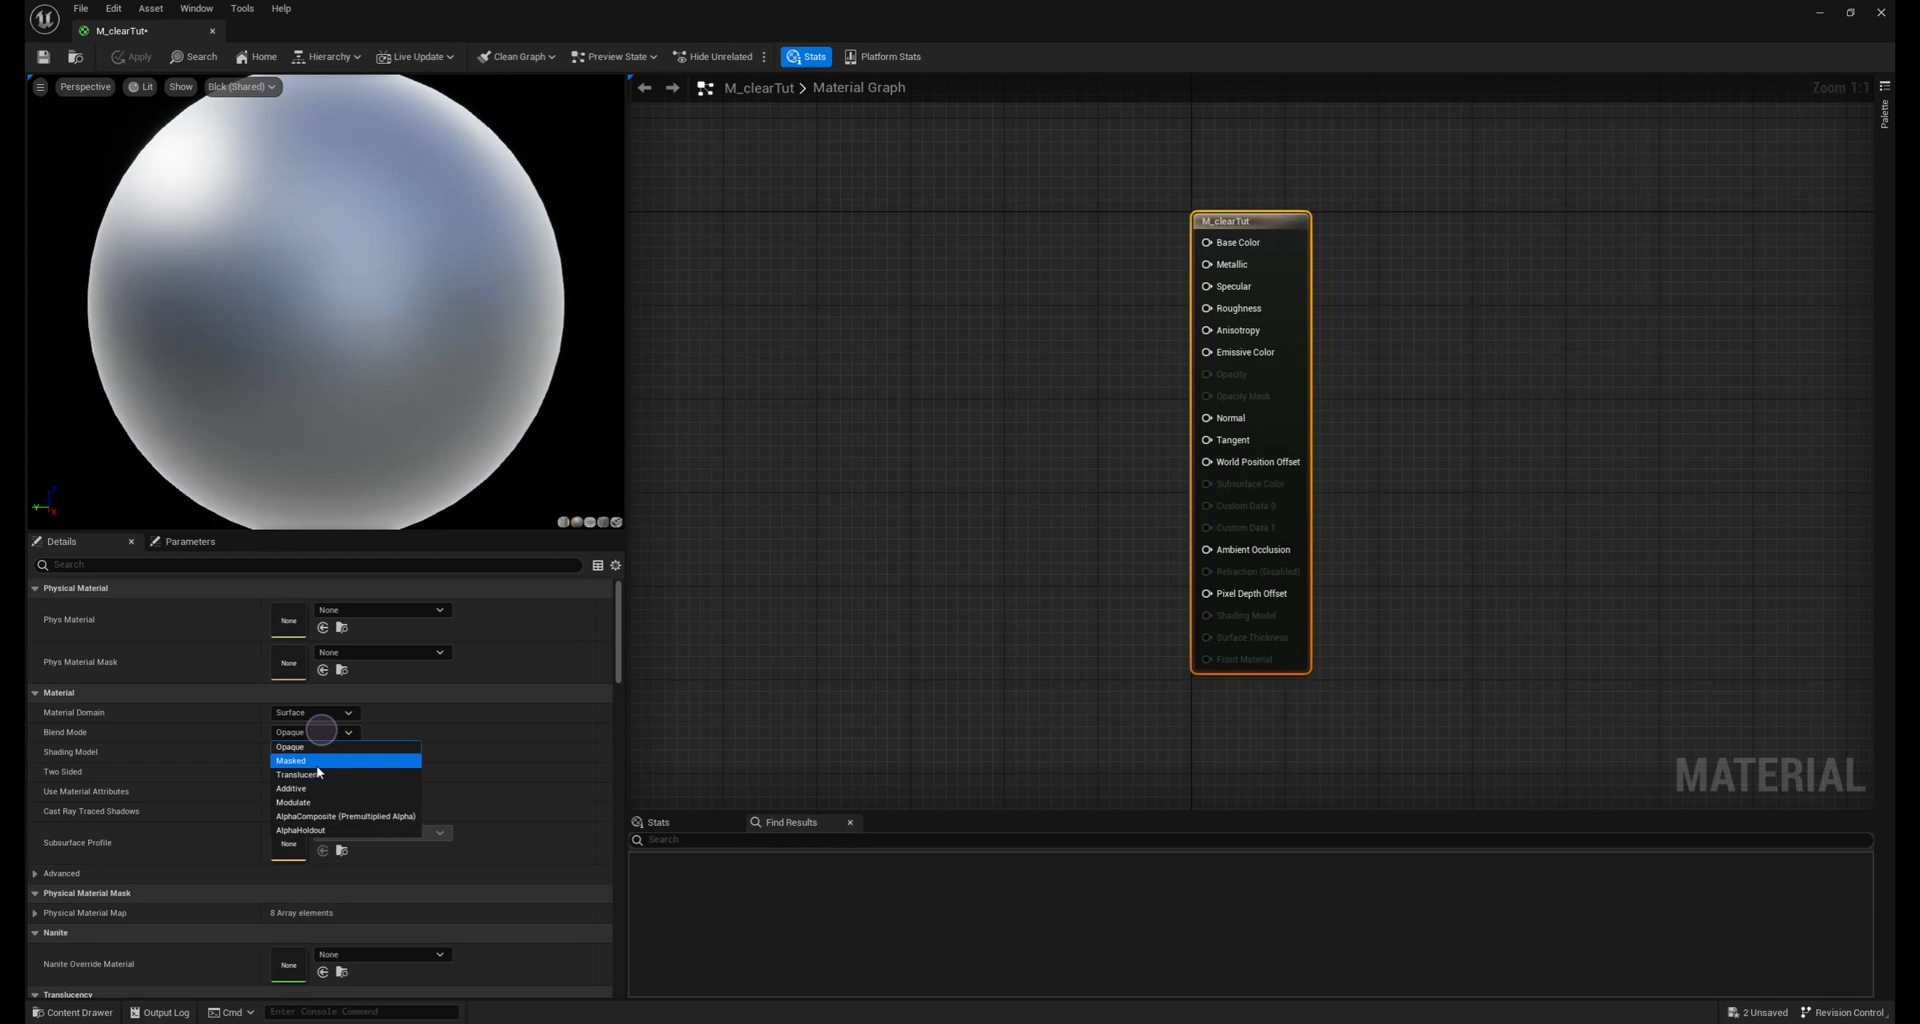 File Edit Asset Window Tools Help
M_clearTut•
Apply Search Home Hierarchy Live Update Clean Graph Preview State Hide Unrelated Stats Platform Stats
Perspective Lit Show Blck (Shared)
M_clearTut > Material Graph Zoom 1:1
Palette
M_clearTut
Base Color
Metallic
Specular
Roughness
Anisotropy
Emissive Color
Opacity
Opacity Mask
Normal
Tangent
World Position Offset
Subsurface Color
Custom Data 0
Custom Data 1
Ambient Occlusion
Refraction (Disabled)
Pixel Depth Offset
Shading Model
Surface Thickness
Front Material
MATERIAL
Details Parameters
Search
Physical Material
Phys Material None None
Phys Material Mask None None
Material
Material Domain Surface
Blend Mode Opaque
Opaque
Masked
Translucen
Additive
Modulate
AlphaComposite (Premultiplied Alpha)
AlphaHoldout
Shading Model
Two Sided
Use Material Attributes
Cast Ray Traced Shadows
Subsurface Profile None
Advanced
Physical Material Mask
Physical Material Map 8 Array elements
Nanite
Nanite Override Material None None
Translucency
Stats Find Results
Search
Content Drawer Output Log Cmd Enter Console Command 2 Unsaved Revision Control